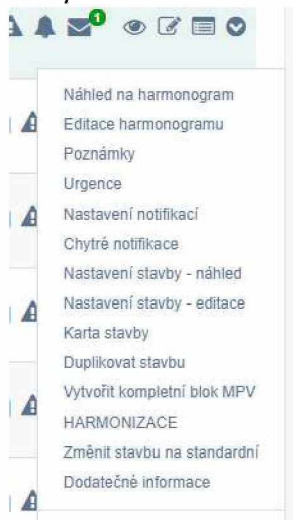 1
Náhled na harmonogram
Editace harmonogramu
Poznámky
Urgence
Nastavení notifikací
Chytré notifikace
Nastavení stavby - náhled
Nastavení stavby - editace
Karta stavby
Duplikovat stavbu
Vytvořit kompletní blok MPV
HARMONIZACE
Změnit stavbu na standardní
Dodatečné informace